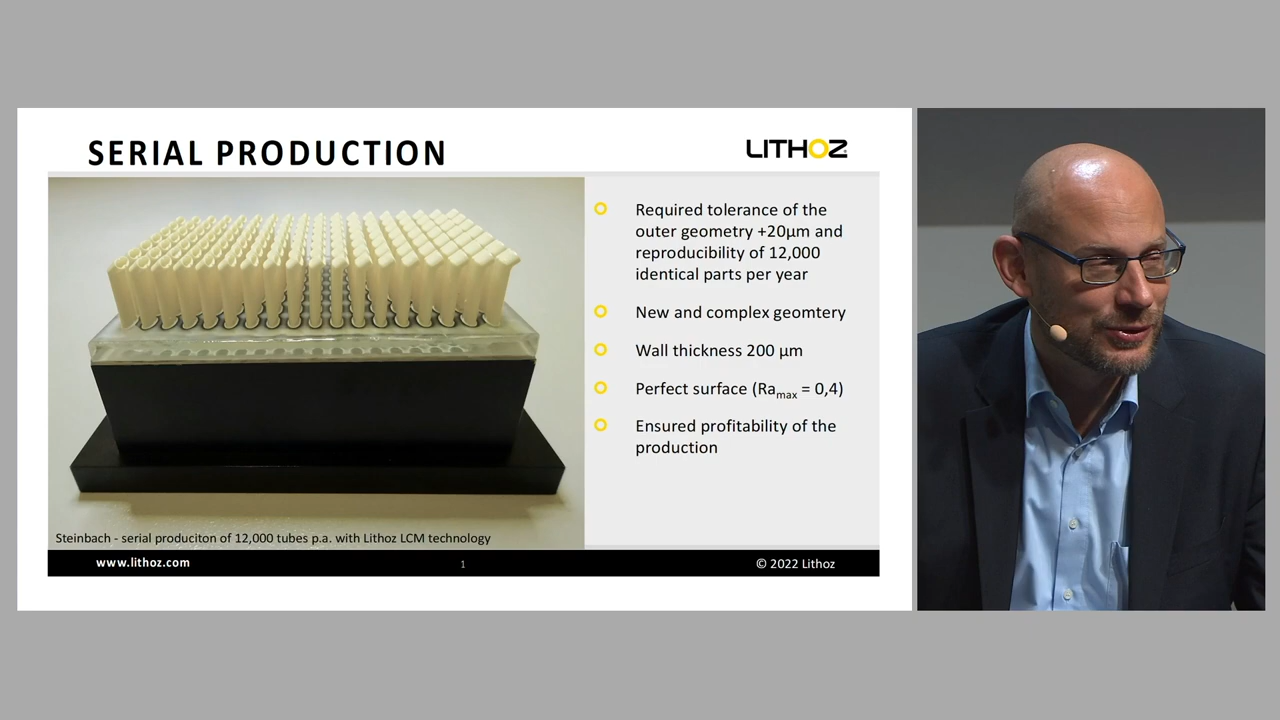 SERIAL PRODUCTION
LITHOZ
Required tolerance of the
outer geometry +20µm and
reproducibility of 12,000
identical parts per year
New and complex geomtery
Wall thickness 200 µm
Perfect surface (Ramax = 0,4)
Ensured profitability of the
production
Steinbach - serial produciton of 12,000 tubes p.a. with Lithoz LCM technology
www.lithoz.com
1
© 2022 Lithoz